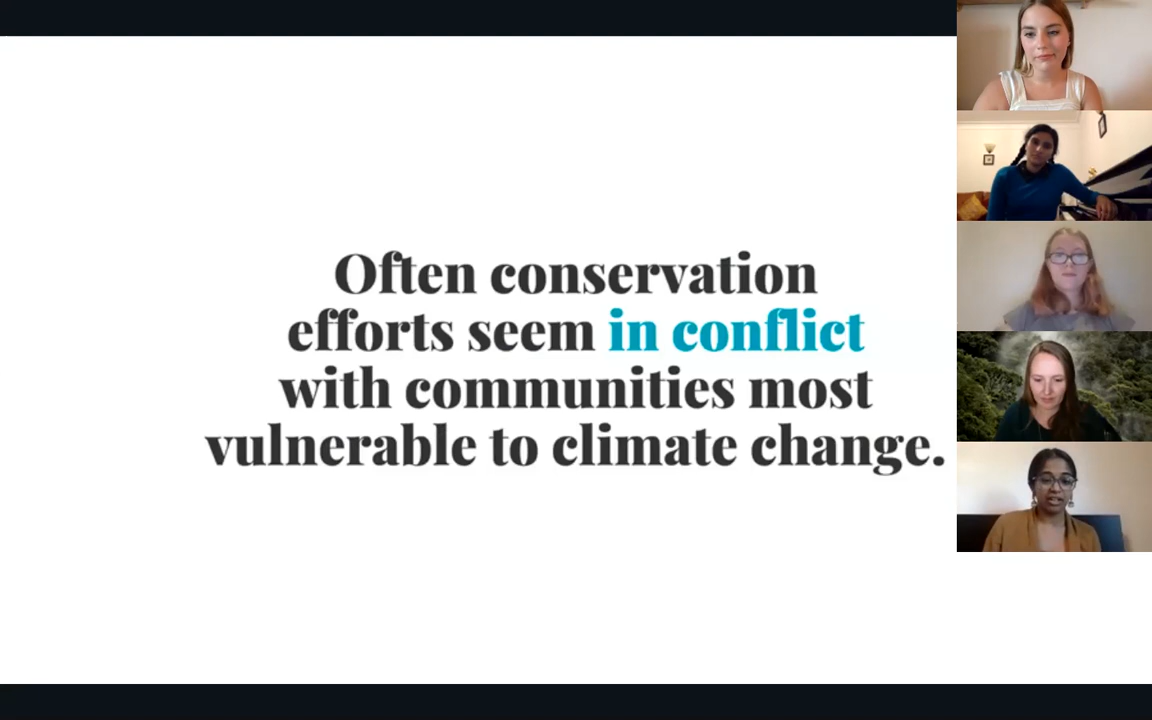 Often conservation
efforts seem in conflict
with communities most
vulnerable to climate change.